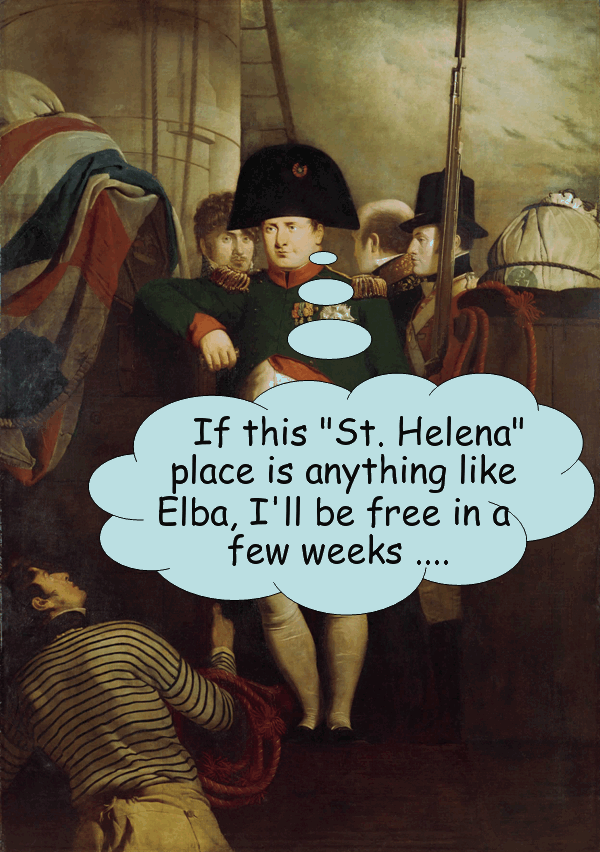 If this "St. Helena"
place is anything like
Elba, I'll be free in a
few weeks ....